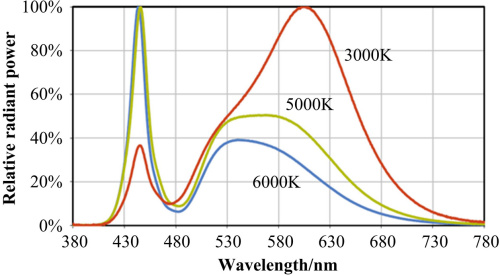 Relative radiant power
100%
80%
60%
40%
20%
0%
3000K
5000K
6000K
380 430 480 530 580 630 680 730 780
Wavelength/nm